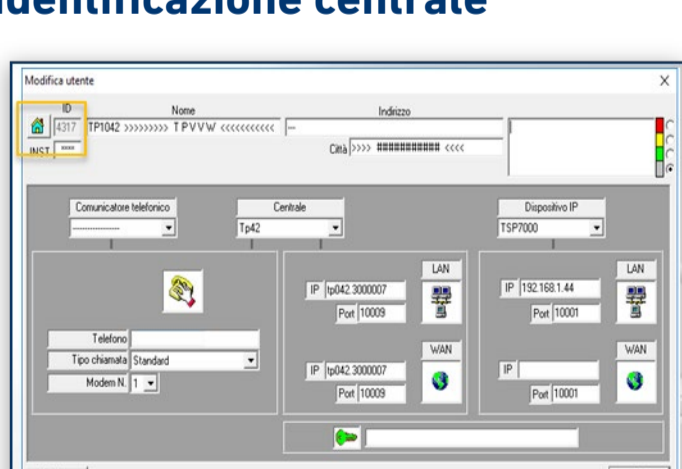 identificazione centrale
Modifica utente
ID Nome Indirizzo
4317 TP1042 >>>>>>>>> T P V V W <<<<<<<<<<< ---
INST **** Città >>>> ########### <<<<
Comunicatore telefonico Centrale Dispositivo IP
---------------- Tp42 TSP7000
LAN LAN
IP tp042.3000007 IP 192.168.1.44
Port 10009 Port 10001
Telefono
WAN WAN
Tipo chiamata Standard
IP tp042.3000007 IP
Modem N. 1
Port 10009 Port 10001